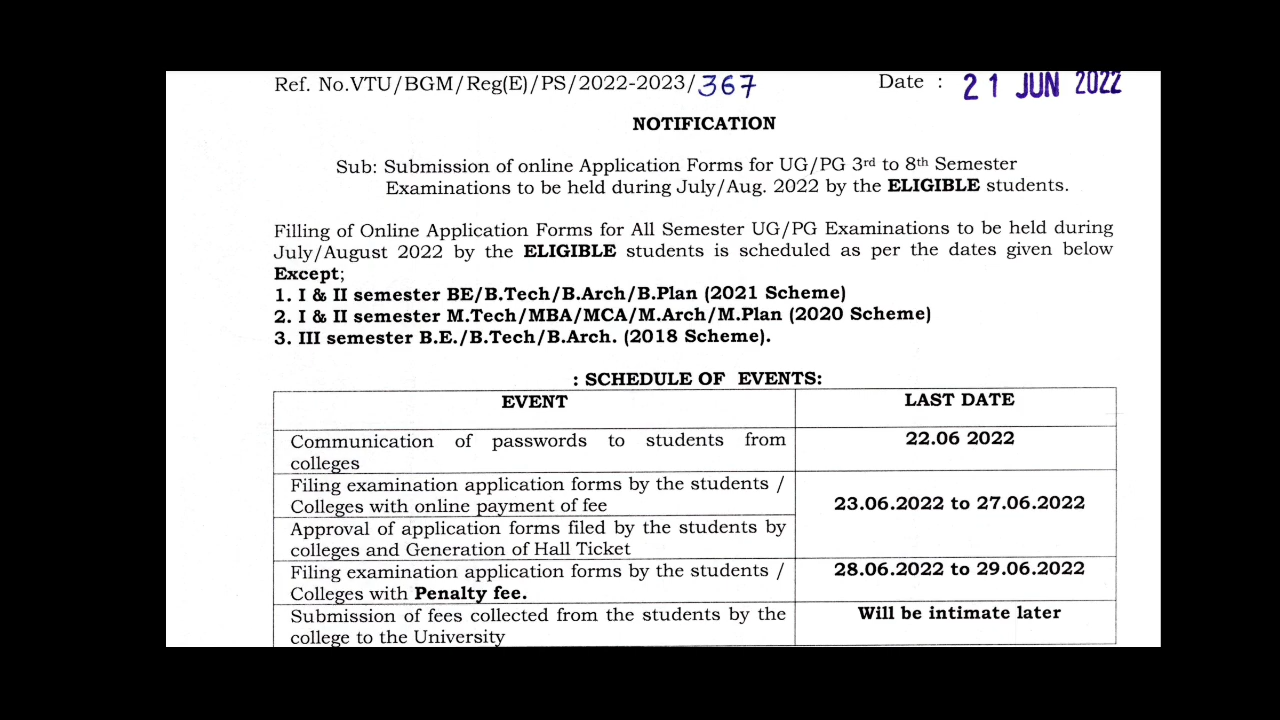 Ref. No.VTU/BGM/Reg(E)/PS/2022-2023/367 Date : 21 JUN 2022
NOTIFICATION
Sub: Submission of online Application Forms for UG/PG 3rd to 8th Semester
Examinations to be held during July/Aug. 2022 by the ELIGIBLE students.
Filling of Online Application Forms for All Semester UG/PG Examinations to be held during
July/August 2022 by the ELIGIBLE students is scheduled as per the dates given below
Except;
1. I & II semester BE/B.Tech/B.Arch/B.Plan (2021 Scheme)
2. I & II semester M.Tech/MBA/MCA/M.Arch/M.Plan (2020 Scheme)
3. III semester B.E./B.Tech/B.Arch. (2018 Scheme).
: SCHEDULE OF EVENTS:
EVENT LAST DATE
Communication of passwords to students from
colleges
22.06 2022
Filing examination application forms by the students /
Colleges with online payment of fee
23.06.2022 to 27.06.2022
Approval of application forms filed by the students by
colleges and Generation of Hall Ticket
Filing examination application forms by the students /
Colleges with Penalty fee.
28.06.2022 to 29.06.2022
Submission of fees collected from the students by the
college to the University
Will be intimate later